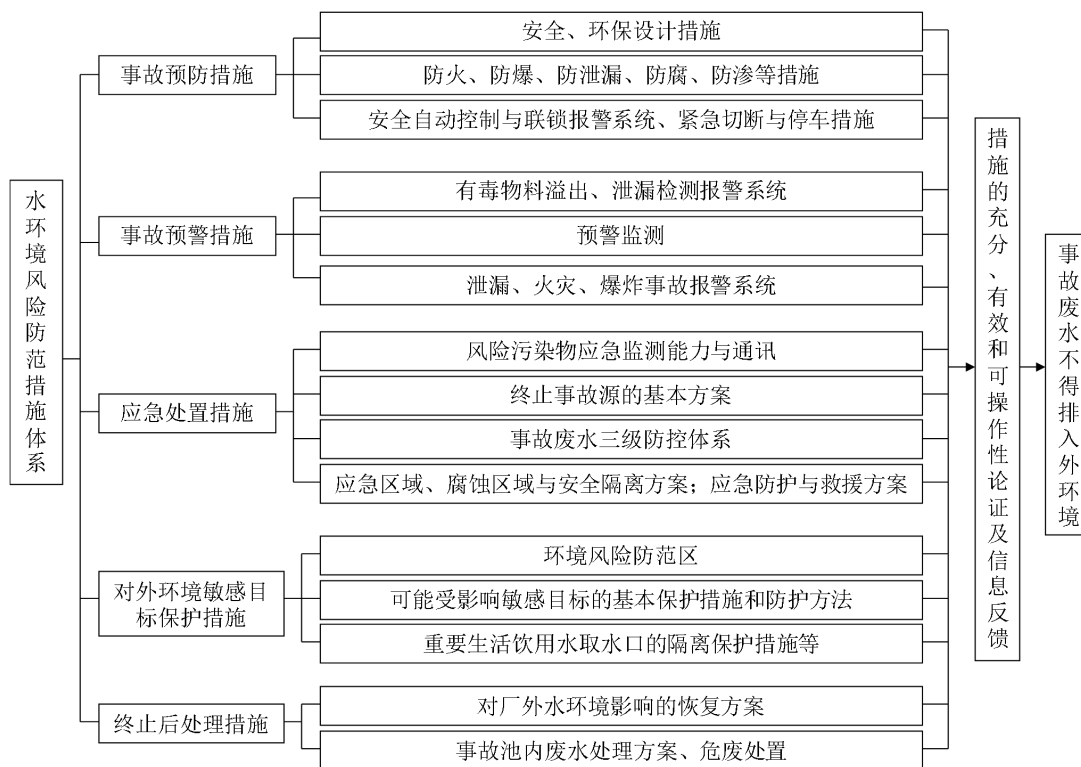 水环境风险防范措施体系
事故预防措施
安全、环保设计措施
防火、防爆、防泄漏、防腐、防渗等措施
安全自动控制与联锁报警系统、紧急切断与停车措施
事故预警措施
有毒物料溢出、泄漏检测报警系统
预警监测
泄漏、火灾、爆炸事故报警系统
应急处置措施
风险污染物应急监测能力与通讯
终止事故源的基本方案
事故废水三级防控体系
应急区域、腐蚀区域与安全隔离方案；应急防护与救援方案
对外环境敏感目
标保护措施
环境风险防范区
可能受影响敏感目标的基本保护措施和防护方法
重要生活饮用水取水口的隔离保护措施等
终止后处理措施
对厂外水环境影响的恢复方案
事故池内废水处理方案、危废处置
措施的充分、有效和可操作性论证及信息反馈
事故废水不得排入外环境